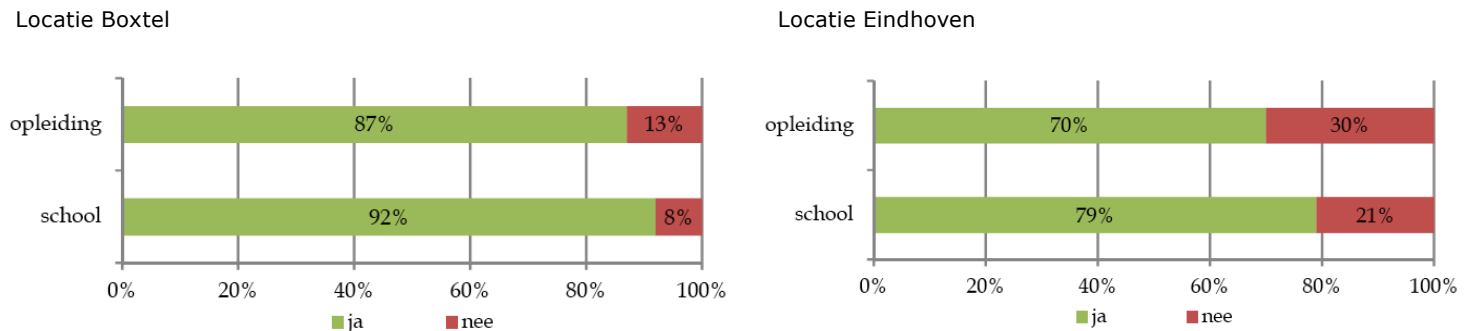 Locatie Boxtel
opleiding
87% 13%
school
92% 8%
0% 20% 40% 60% 80% 100%
ja nee
Locatie Eindhoven
opleiding
70% 30%
school
79% 21%
0% 20% 40% 60% 80% 100%
ja nee